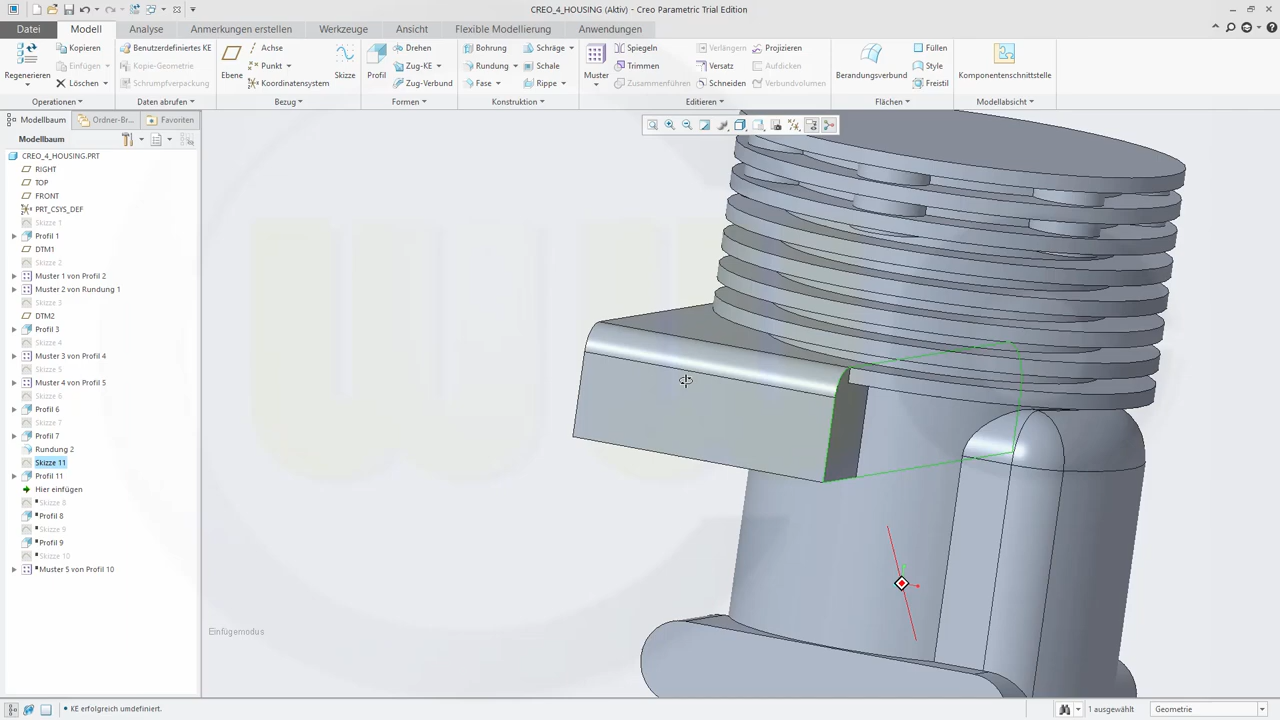 CREO_4_HOUSING (Aktiv) - Creo Parametric Trial Edition
Datei Modell Analyse Anmerkungen erstellen Werkzeuge Ansicht Flexible Modellierung Anwendungen
Regenerieren
Kopieren
Einfügen
Löschen
Operationen
Benutzerdefiniertes KE
Kopie-Geometrie
Schrumpfverpackung
Daten abrufen
Ebene
Achse
Punkt
Koordinatensystem
Skizze
Bezug
Profil
Drehen
Zug-KE
Zug-Verbund
Formen
Bohrung
Rundung
Fase
Schräge
Schale
Rippe
Konstruktion
Muster
Spiegeln
Trimmen
Zusammenführen
Verlängern
Versatz
Schneiden
Projizieren
Aufdicken
Verbundvolumen
Editieren
Berandungsverbund
Füllen
Style
Freistil
Flächen
Komponentenschnittstelle
Modellabsicht
Modellbaum Ordner-Br... Favoriten
Modellbaum
CREO_4_HOUSING.PRT
RIGHT
TOP
FRONT
PRT_CSYS_DEF
Skizze 1
Profil 1
DTM1
Skizze 2
Muster 1 von Profil 2
Muster 2 von Rundung 1
Skizze 3
DTM2
Profil 3
Muster 3 von Profil 4
Skizze 5
Muster 4 von Profil 5
Profil 6
Skizze 7
Profil 7
Rundung 2
Skizze 11
Profil 11
Hier einfügen
Skizze 8
Profil 8
Skizze 9
Profil 9
Skizze 10
Muster 5 von Profil 10
Einfügemodus
KE erfolgreich umdefiniert.
1 ausgewählt
Geometrie